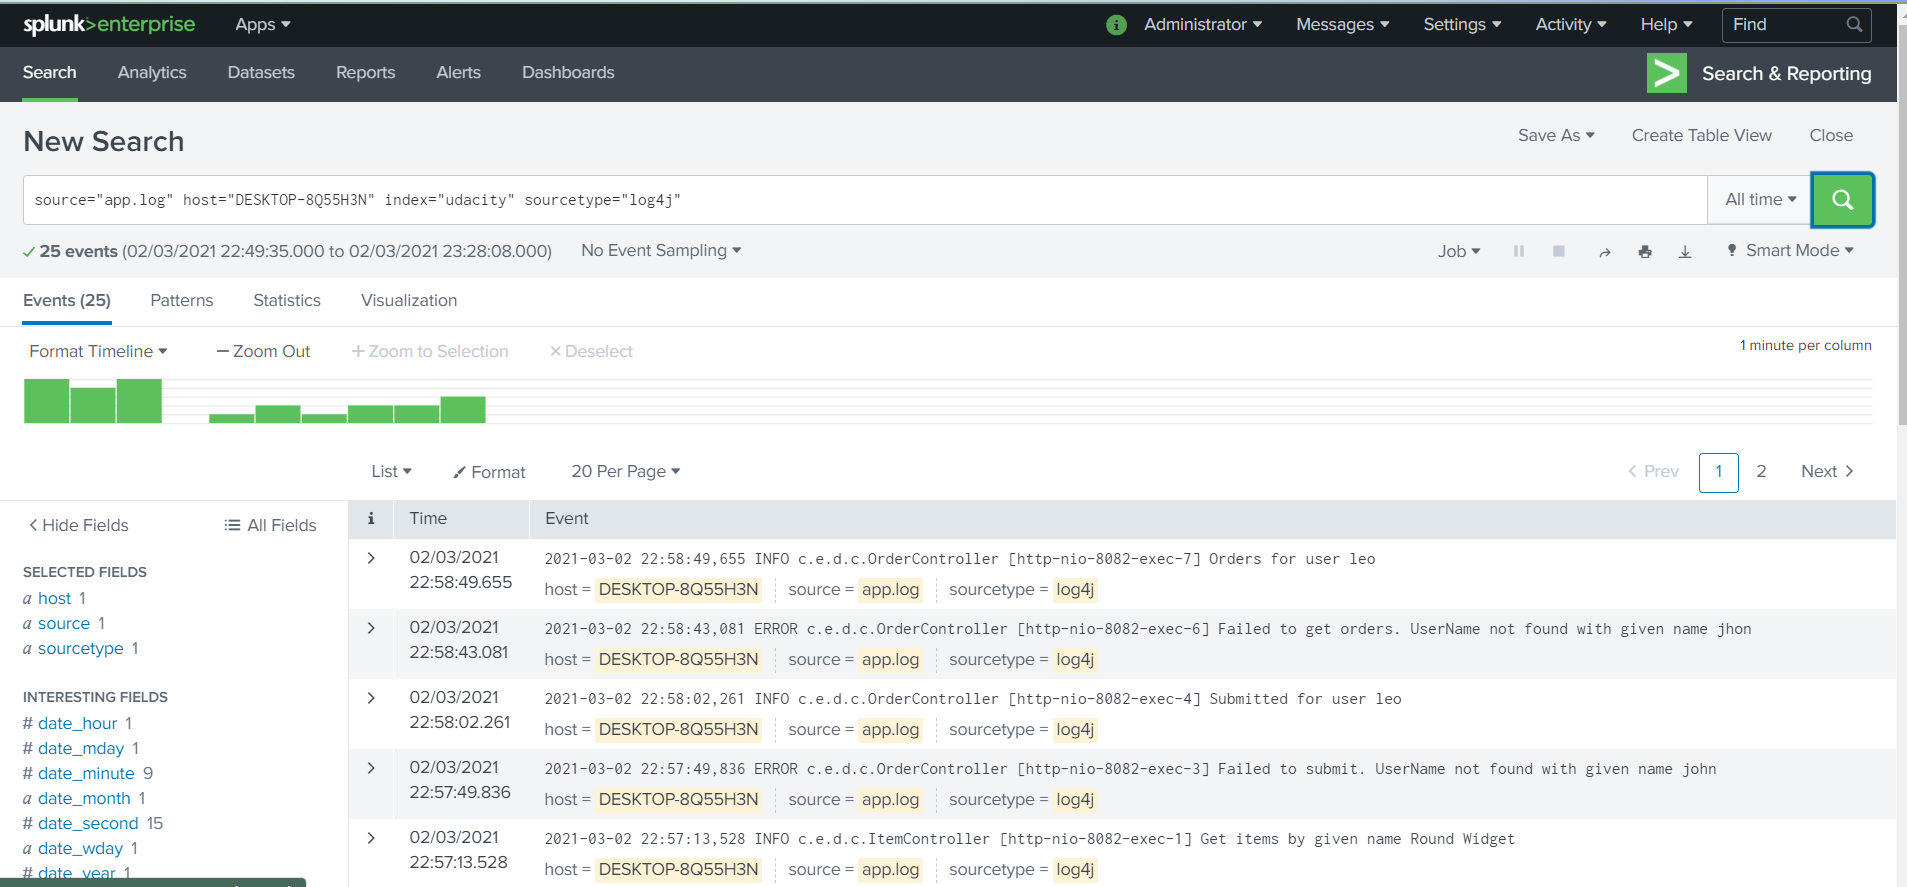 splunk>enterprise Apps Administrator Messages Settings Activity Help Find
Search Analytics Datasets Reports Alerts Dashboards Search & Reporting
New Search Save As Create Table View Close
source="app.log" host="DESKTOP-8Q55H3N" index="udacity" sourcetype="log4j" All time
25 events (02/03/2021 22:49:35.000 to 02/03/2021 23:28:08.000) No Event Sampling Job Smart Mode
Events (25) Patterns Statistics Visualization
Format Timeline — Zoom Out + Zoom to Selection × Deselect 1 minute per column
List Format 20 Per Page < Prev 1 2 Next >
< Hide Fields All Fields
SELECTED FIELDS
a host 1
a source 1
a sourcetype 1
INTERESTING FIELDS
# date_hour 1
# date_mday 1
# date_minute 9
a date_month 1
# date_second 15
a date_wday 1
# date_year 1
i Time Event
> 02/03/2021 22:58:49.655 2021-03-02 22:58:49,655 INFO c.e.d.c.OrderController [http-nio-8082-exec-7] Orders for user leo
host = DESKTOP-8Q55H3N source = app.log sourcetype = log4j
> 02/03/2021 22:58:43.081 2021-03-02 22:58:43,081 ERROR c.e.d.c.OrderController [http-nio-8082-exec-6] Failed to get orders. UserName not found with given name jhon
host = DESKTOP-8Q55H3N source = app.log sourcetype = log4j
> 02/03/2021 22:58:02.261 2021-03-02 22:58:02,261 INFO c.e.d.c.OrderController [http-nio-8082-exec-4] Submitted for user leo
host = DESKTOP-8Q55H3N source = app.log sourcetype = log4j
> 02/03/2021 22:57:49.836 2021-03-02 22:57:49,836 ERROR c.e.d.c.OrderController [http-nio-8082-exec-3] Failed to submit. UserName not found with given name john
host = DESKTOP-8Q55H3N source = app.log sourcetype = log4j
> 02/03/2021 22:57:13.528 2021-03-02 22:57:13,528 INFO c.e.d.c.ItemController [http-nio-8082-exec-1] Get items by given name Round Widget
host = DESKTOP-8Q55H3N source = app.log sourcetype = log4j